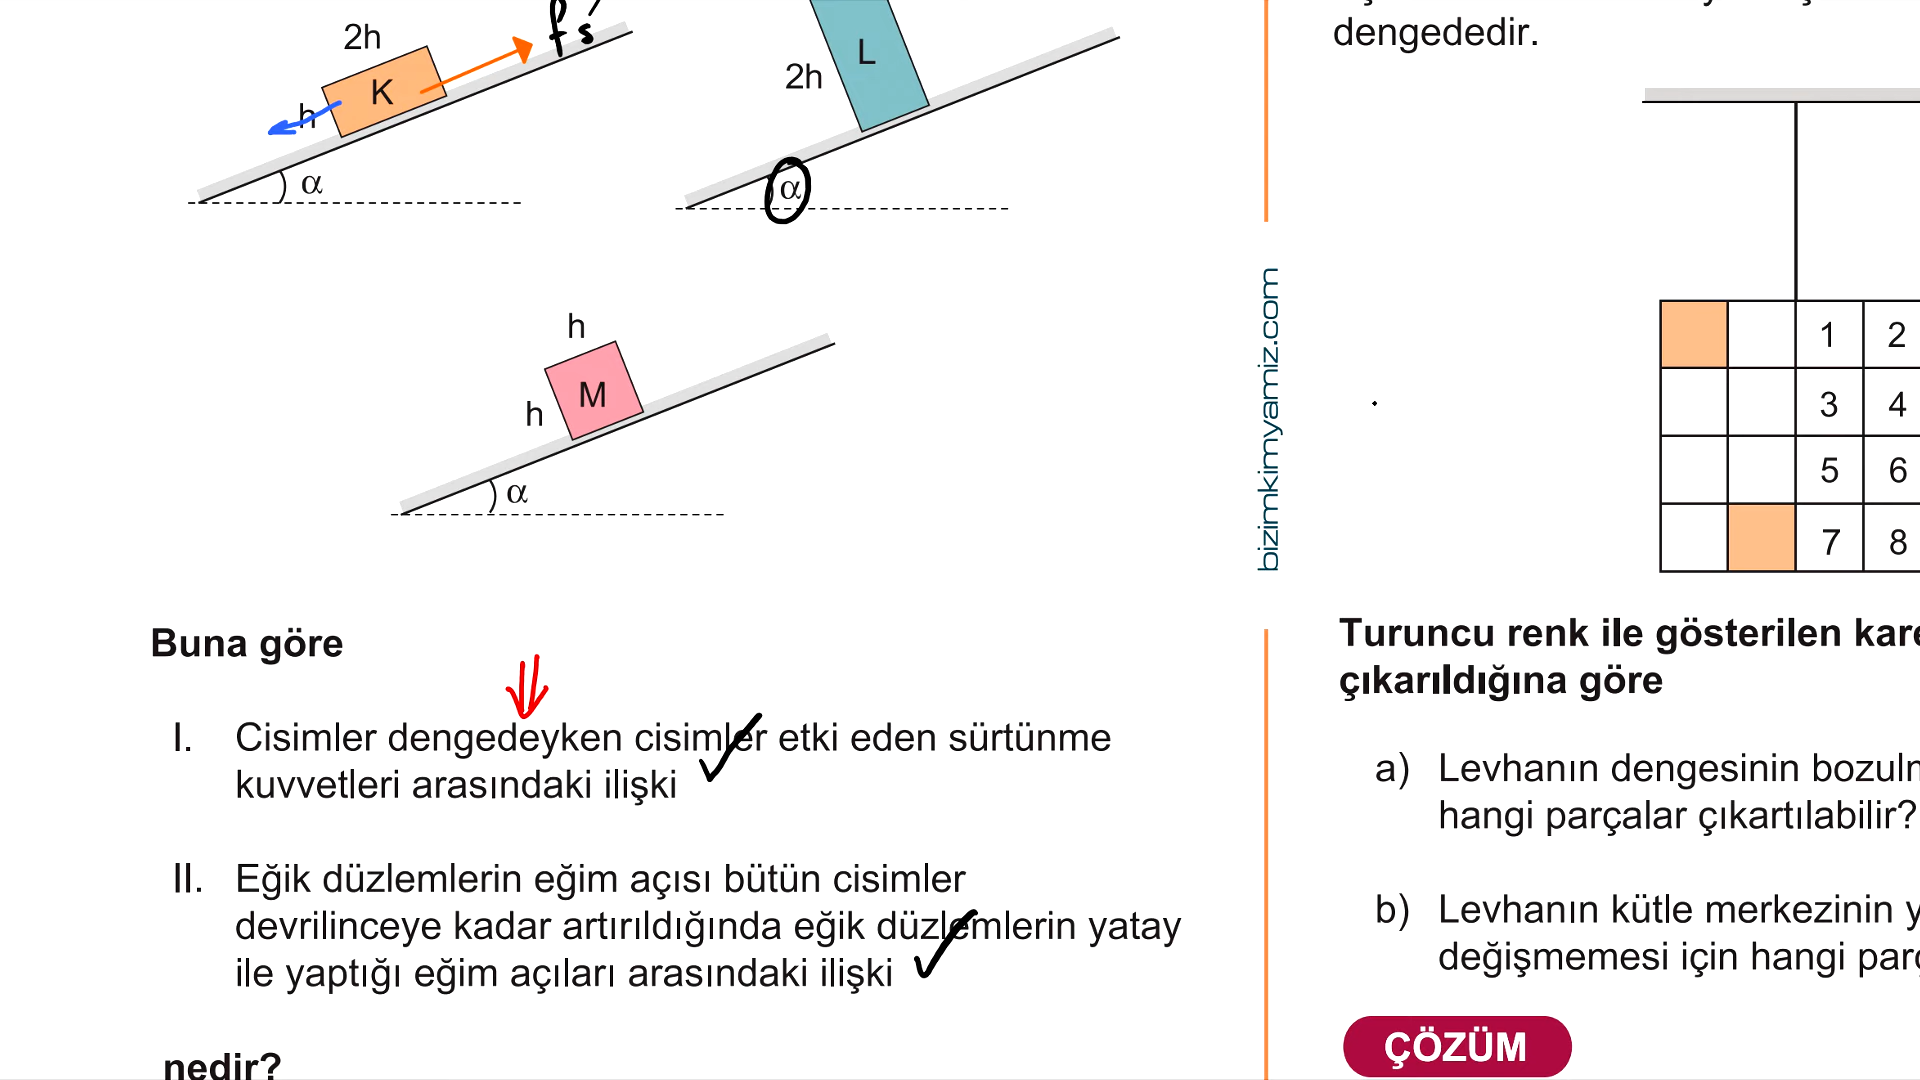 2h
K
h
fs
α
L
2h
α
h
M
h
α
Buna göre
I. Cisimler dengedeyken cisimler etki eden sürtünme
kuvvetleri arasındaki ilişki
II. Eğik düzlemlerin eğim açısı bütün cisimler
devrilinceye kadar artırıldığında eğik düzlemlerin yatay
ile yaptığı eğim açıları arasındaki ilişki
nedir?
bizimkimyamiz.com
dengededir.
1 2
3 4
5 6
7 8
Turuncu renk ile gösterilen kare
çıkarıldığına göre
a) Levhanın dengesinin bozulm
hangi parçalar çıkartılabilir?
b) Levhanın kütle merkezinin y
değişmemesi için hangi parç
ÇÖZÜM